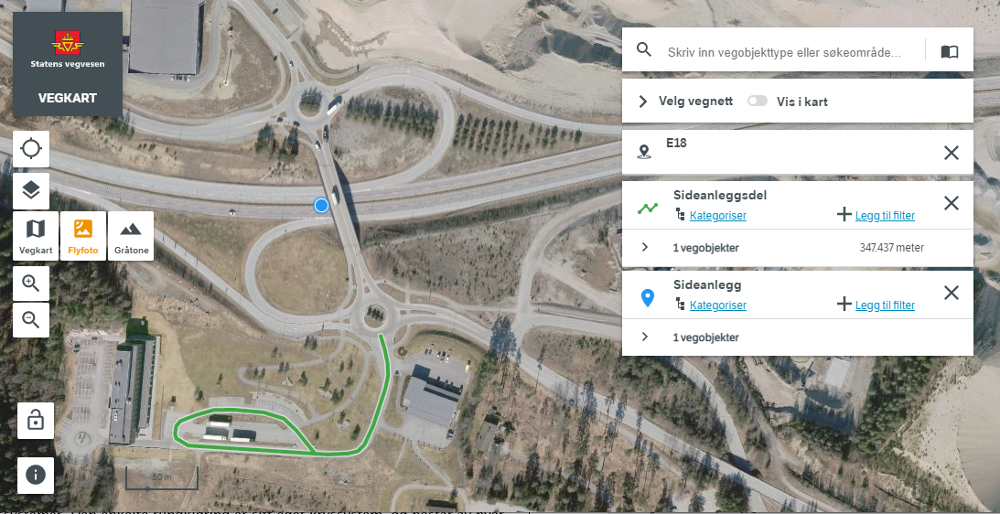 Statens vegvesen
VEGKART
Skriv inn vegobjekttype eller søkeområde...
Velg vegnett
Vis i kart
E18
Sideanleggsdel
Kategoriser
Legg til filter
1 vegobjekter
347.437 meter
Sideanlegg
Kategoriser
Legg til filter
1 vegobjekter
Vegkart
Flyfoto
Gråtone
50 m